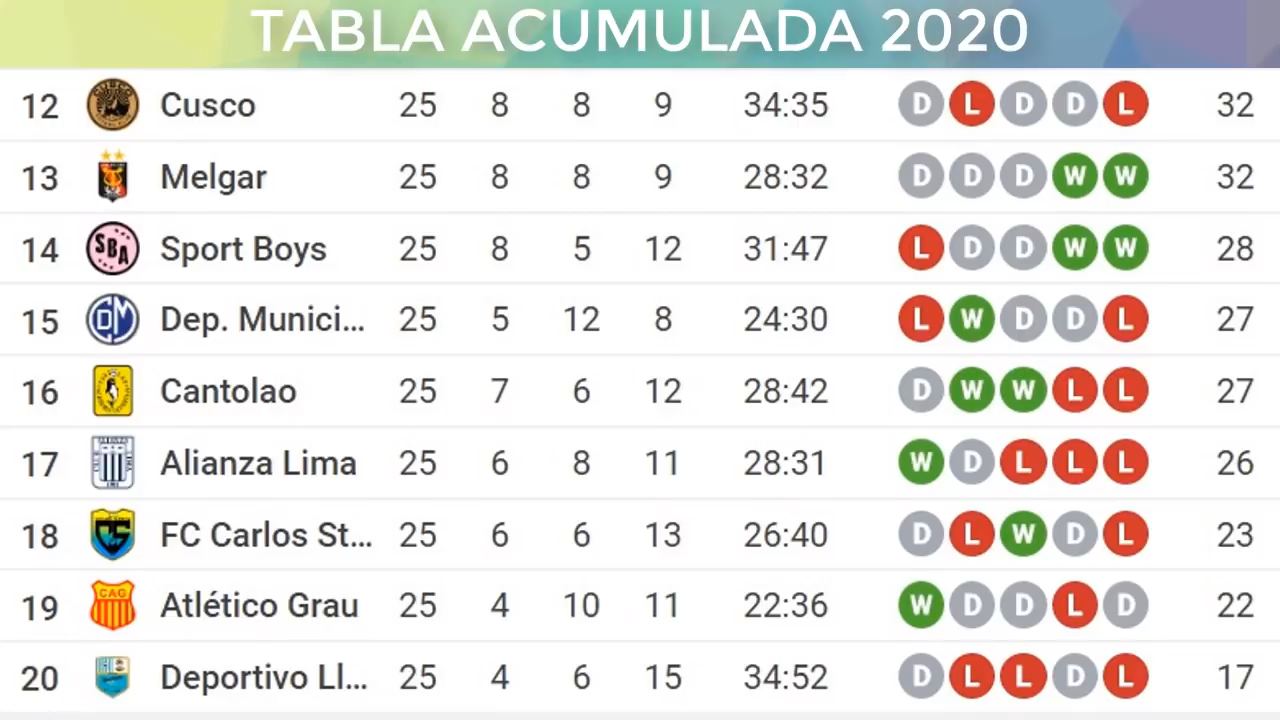 TABLA ACUMULADA 2020
12 Cusco 25 8 8 9 34:35 D L D D L 32
13 Melgar 25 8 8 9 28:32 D D D W W 32
14 SBA Sport Boys 25 8 5 12 31:47 L D D W W 28
15 DM Dep. Munici... 25 5 12 8 24:30 L W D D L 27
16 Cantolao 25 7 6 12 28:42 D W W L L 27
17 Alianza Lima 25 6 8 11 28:31 W D L L L 26
18 CS FC Carlos St... 25 6 6 13 26:40 D L W D L 23
19 CAG Atlético Grau 25 4 10 11 22:36 W D D L D 22
20 Deportivo Ll... 25 4 6 15 34:52 D L L D L 17